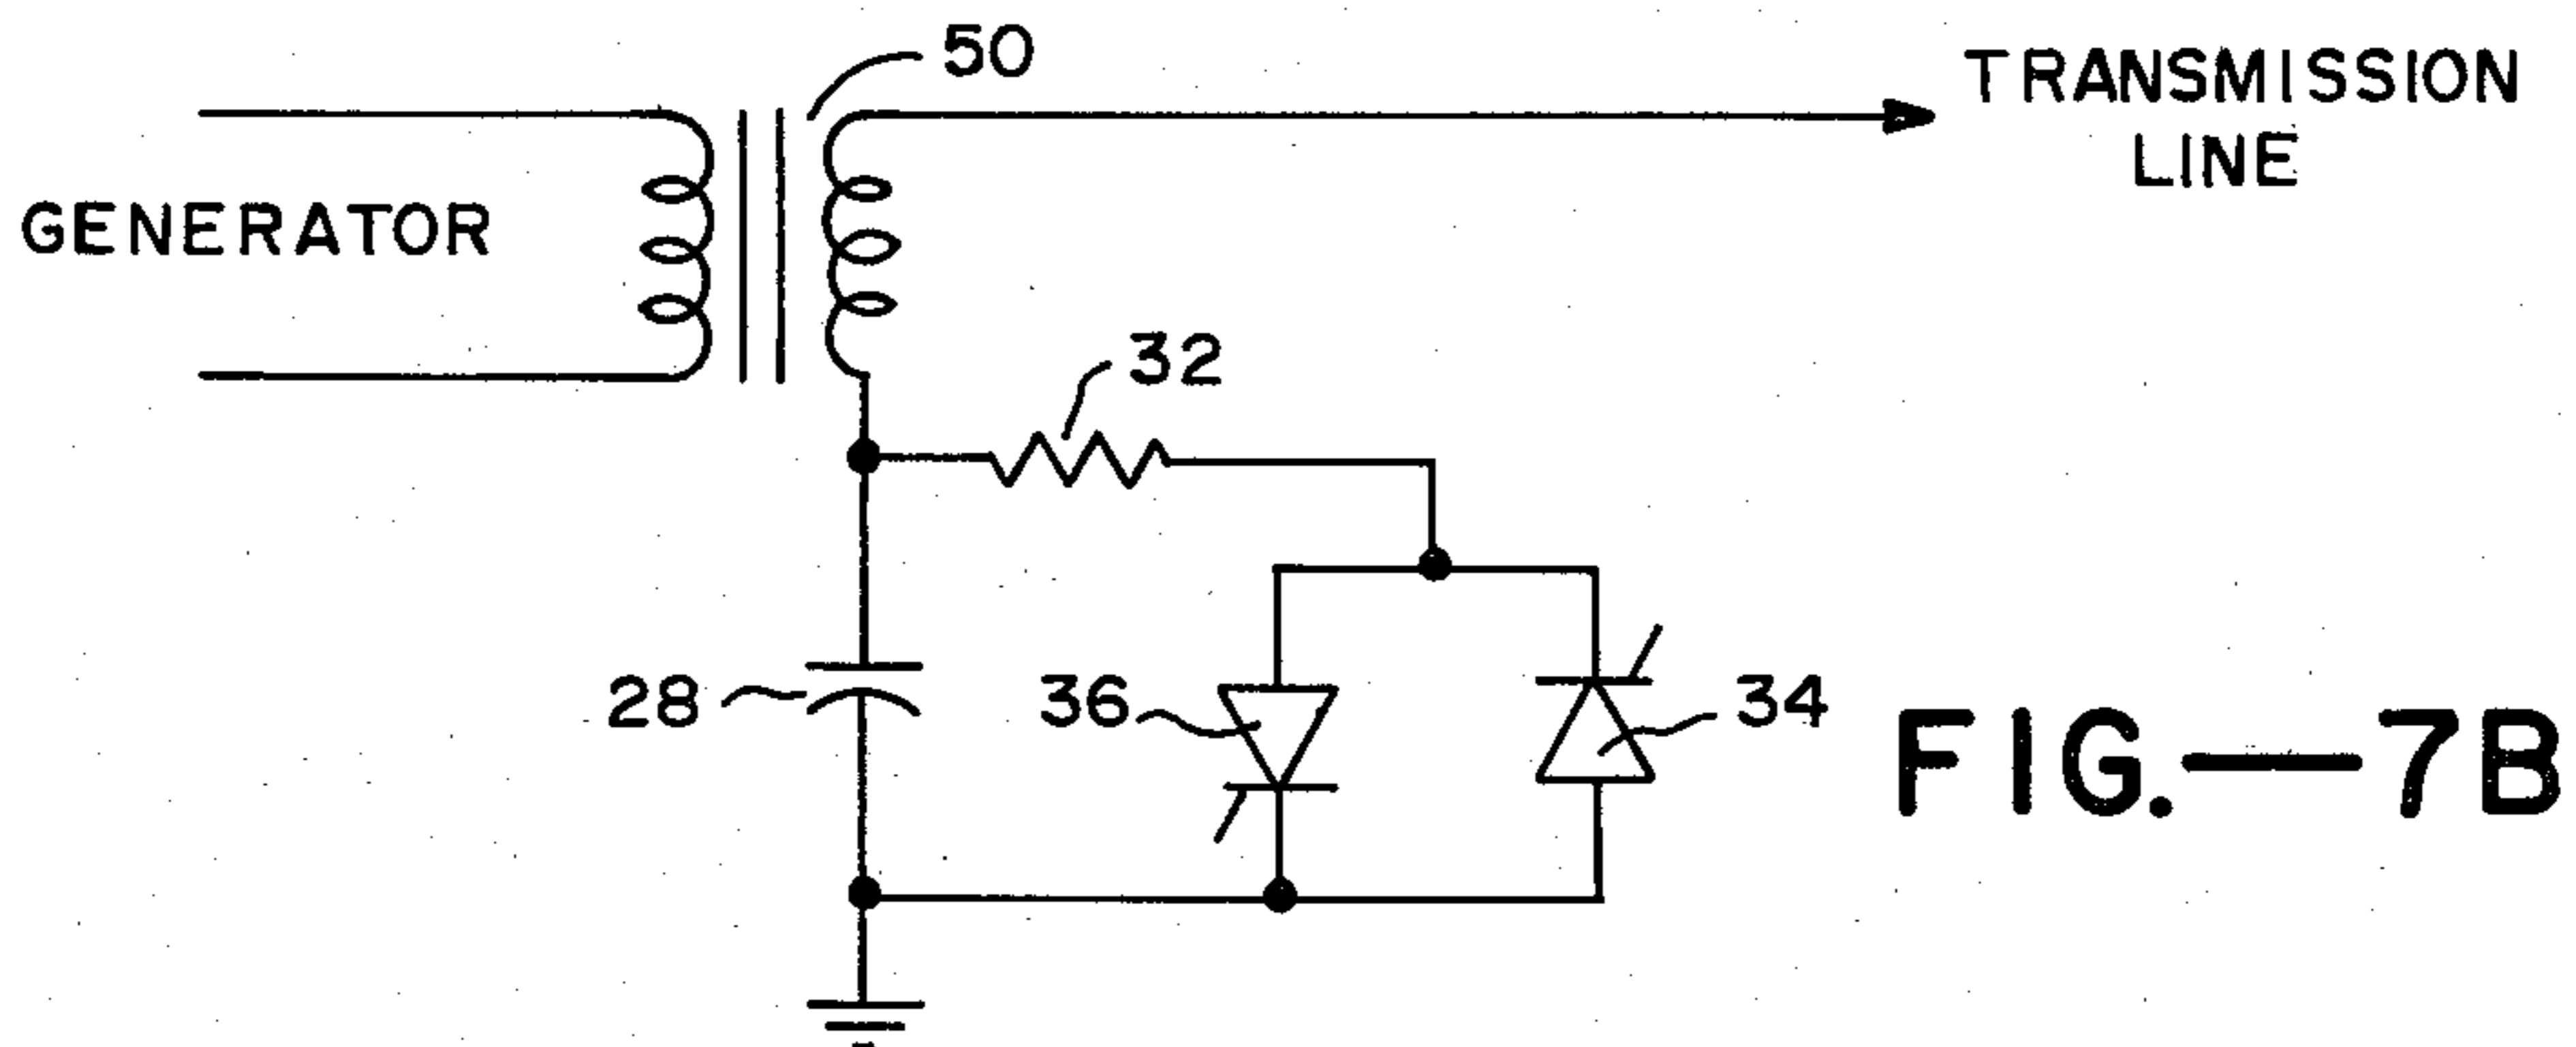 50
TRANSMISSION
LINE
GENERATOR
32
28
36
34
FIG.—7B